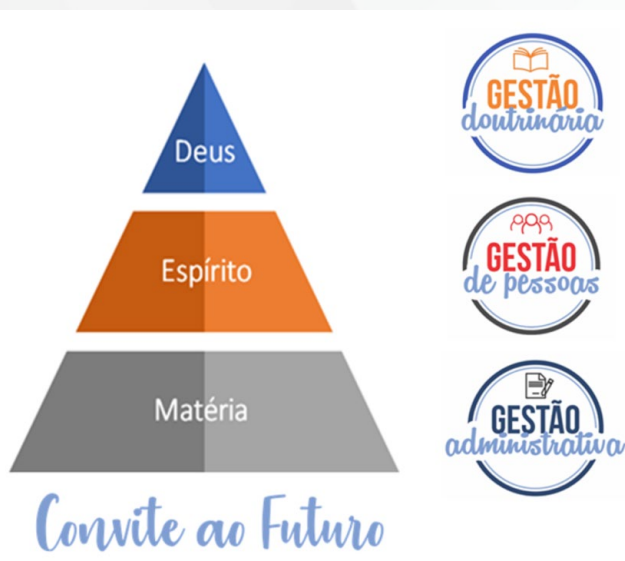 Deus
Espírito
Matéria
Convite ao Futuro
GESTÃO
doutrinária
GESTÃO
de pessoas
GESTÃO
administrativa